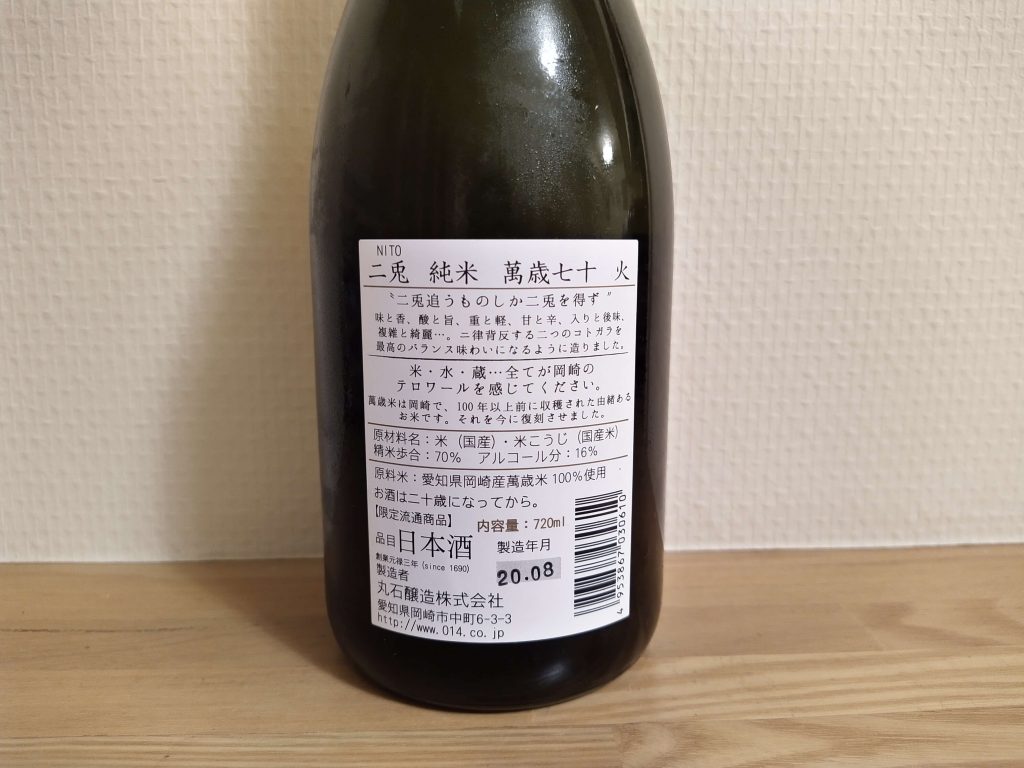 NITO
二兎 純米 萬歳七十 火
〝二兎追うものしか二兎を得ず〟
味と香、酸と旨、重と軽、甘と辛、入りと後味、
複雑と綺麗…。二律背反する二つのコトガラを
最高のバランス味わいになるように造りました。
米・水・蔵…全てが岡崎の
テロワールを感じてください。
萬歳米は岡崎で、100年以上前に収穫された由緒ある
お米です。それを今に復刻させました。
原材料名：米（国産）・米こうじ（国産米）
精米歩合：70% アルコール分：16%
原料米：愛知県岡崎産萬歳米100%使用
お酒は二十歳になってから。
【限定流通商品】 内容量：720ml
品目 日本酒 製造年月
創業元禄三年 (since 1690)
20.08
製造者
丸石醸造株式会社
愛知県岡崎市中町6-3-3
http://www.014.co.jp
4 953867 030610